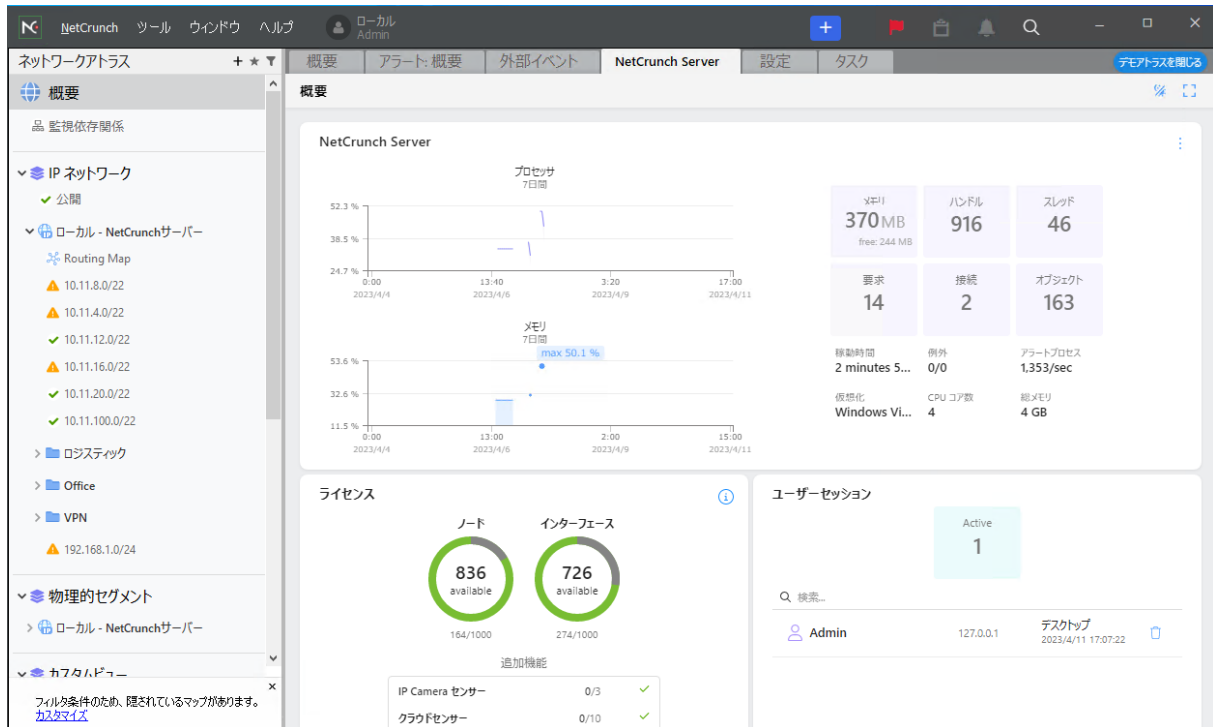 NetCrunch ツール ウィンドウ ヘルプ ローカル
Admin
ネットワークアトラス
概要 アラート: 概要 外部イベント NetCrunch Server 設定 タスク デモアトラスを閉じる
概要
監視依存関係
IP ネットワーク
公開
ローカル - NetCrunchサーバー
Routing Map
10.11.8.0/22
10.11.4.0/22
10.11.12.0/22
10.11.16.0/22
10.11.20.0/22
10.11.100.0/22
ロジスティック
Office
VPN
192.168.1.0/24
物理的セグメント
ローカル - NetCrunchサーバー
カスタムビュー
フィルタ条件のため、隠されているマップがあります。
カスタマイズ
概要
NetCrunch Server
プロセッサ
7日間
52.3 %
38.5 %
24.7 %
0:00 13:40 3:20 17:00
2023/4/4 2023/4/6 2023/4/9 2023/4/11
メモリ
7日間
max 50.1 %
53.6 %
32.6 %
11.5 %
0:00 13:00 2:00 15:00
2023/4/4 2023/4/6 2023/4/9 2023/4/11
メモリ ハンドル スレッド
370 MB 916 46
free: 244 MB
要求 接続 オブジェクト
14 2 163
稼動時間 例外 アラートプロセス
2 minutes 5... 0/0 1,353/sec
仮想化 CPU コア数 総メモリ
Windows Vi... 4 4 GB
ライセンス
ノード インターフェース
836 726
available available
164/1000 274/1000
追加機能
IP Camera センサー 0/3
クラウドセンサー 0/10
ユーザーセッション
Active
1
検索...
Admin 127.0.0.1 デスクトップ
2023/4/11 17:07:22